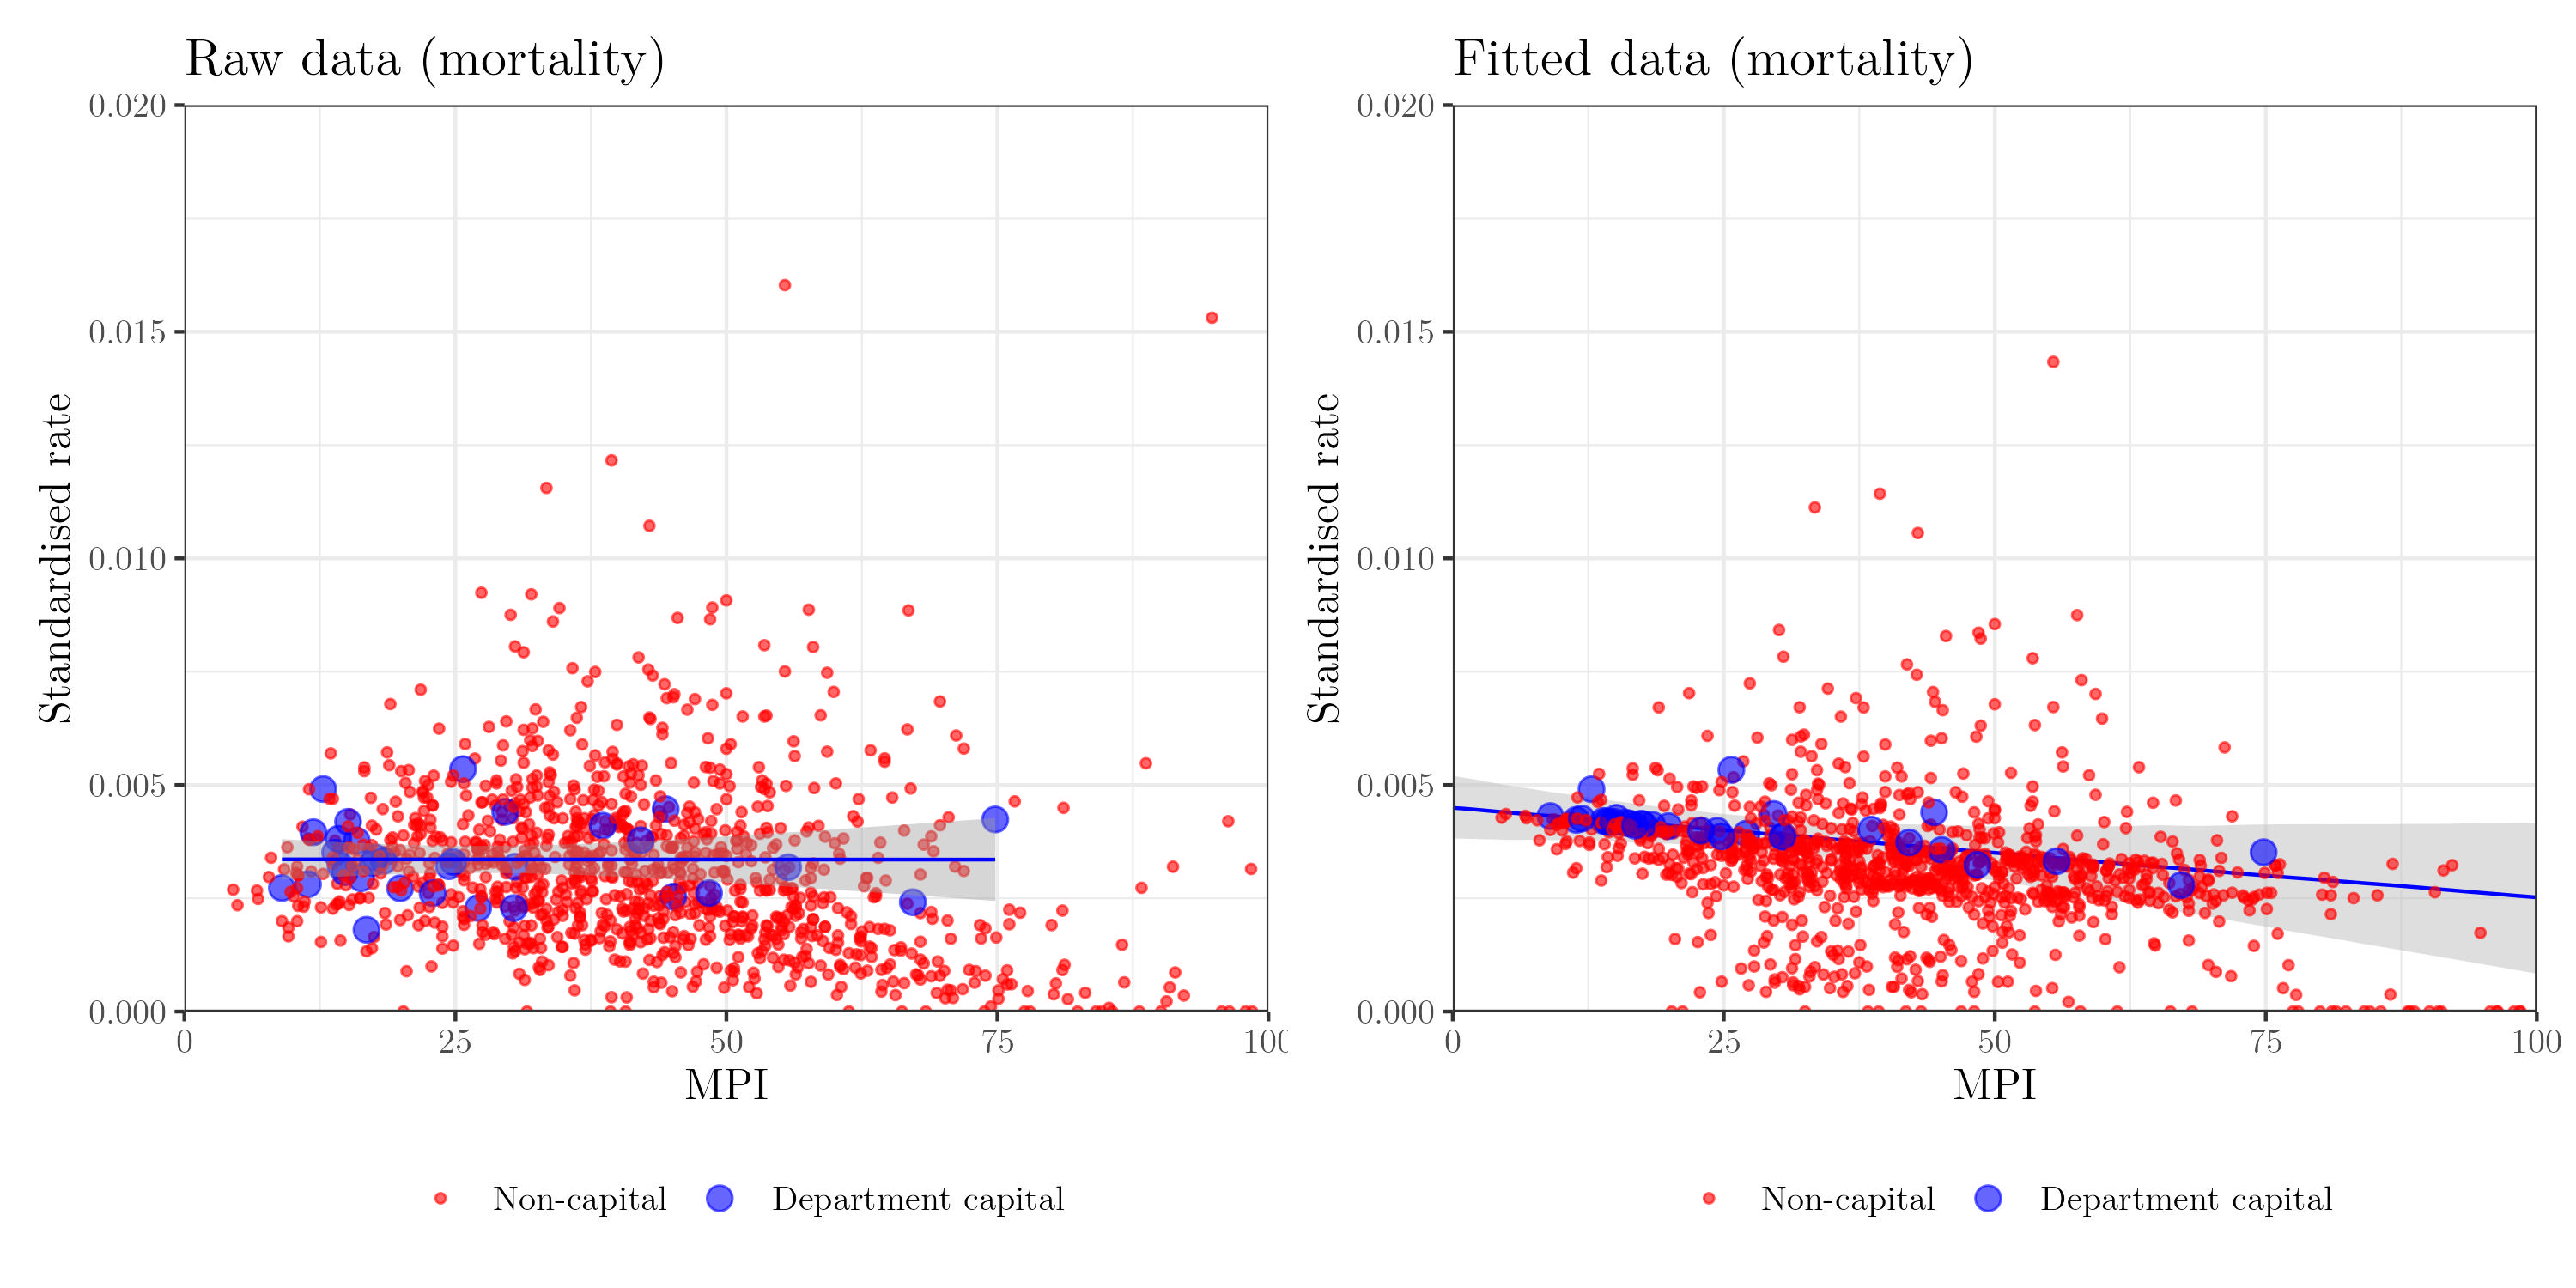 Raw data (mortality)
0.020
0.015
0.010
0.005
0.000
Standardised rate
0 25 50 75 100
MPI
Non-capital Department capital
Fitted data (mortality)
0.020
0.015
0.010
0.005
0.000
Standardised rate
0 25 50 75 100
MPI
Non-capital Department capital